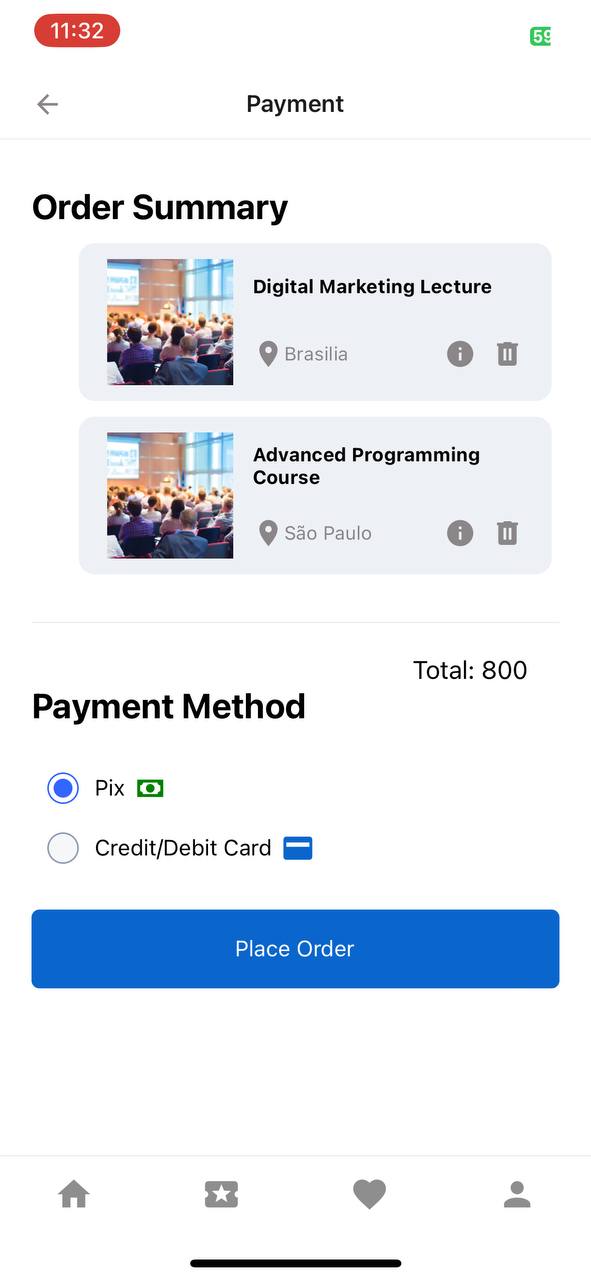 11:32
59
Payment
Order Summary
Digital Marketing Lecture
Brasilia
Advanced Programming
Course
São Paulo
Total: 800
Payment Method
Pix
Credit/Debit Card
Place Order